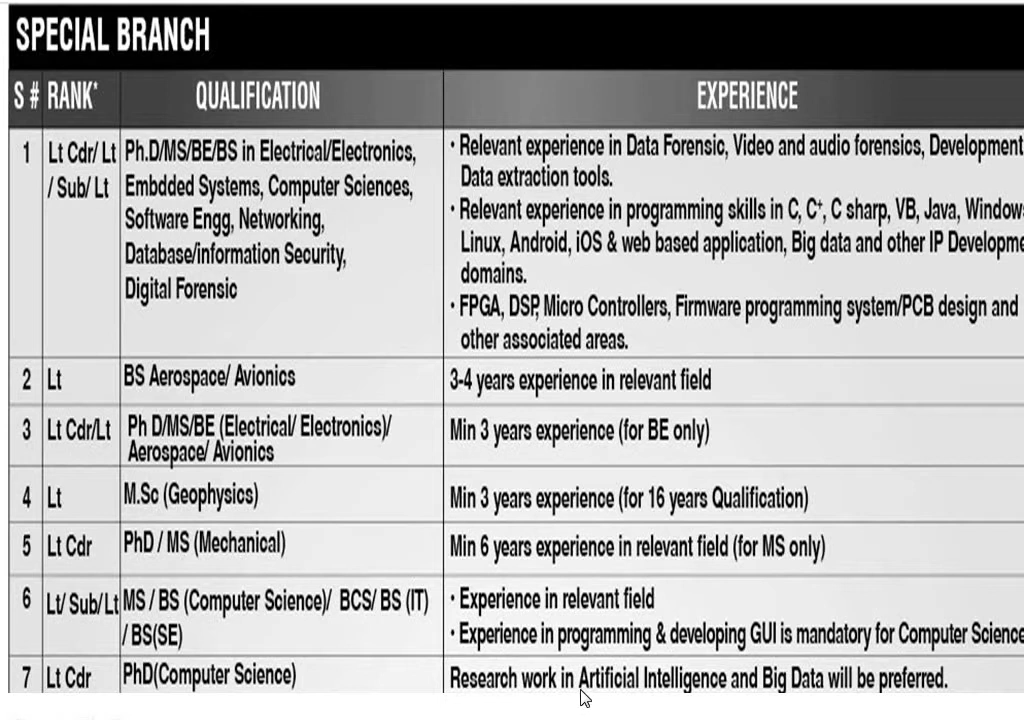 SPECIAL BRANCH
S # RANK* QUALIFICATION EXPERIENCE
1 Lt Cdr/ Lt / Sub/ Lt
Ph.D/MS/BE/BS in Electrical/Electronics,
Embdded Systems, Computer Sciences,
Software Engg, Networking,
Database/information Security,
Digital Forensic
• Relevant experience in Data Forensic, Video and audio forensics, Development
Data extraction tools.
• Relevant experience in programming skills in C, C⁺, C sharp, VB, Java, Window
Linux, Android, iOS & web based application, Big data and other IP Developme
domains.
• FPGA, DSP, Micro Controllers, Firmware programming system/PCB design and
other associated areas.
2 Lt BS Aerospace/ Avionics 3-4 years experience in relevant field
3 Lt Cdr/Lt Ph D/MS/BE (Electrical/ Electronics)/
Aerospace/ Avionics
Min 3 years experience (for BE only)
4 Lt M.Sc (Geophysics) Min 3 years experience (for 16 years Qualification)
5 Lt Cdr PhD / MS (Mechanical) Min 6 years experience in relevant field (for MS only)
6 Lt/ Sub/Lt MS / BS (Computer Science)/ BCS/ BS (IT)
/ BS(SE)
• Experience in relevant field
• Experience in programming & developing GUI is mandatory for Computer Science
7 Lt Cdr PhD(Computer Science) Research work in Artificial Intelligence and Big Data will be preferred.